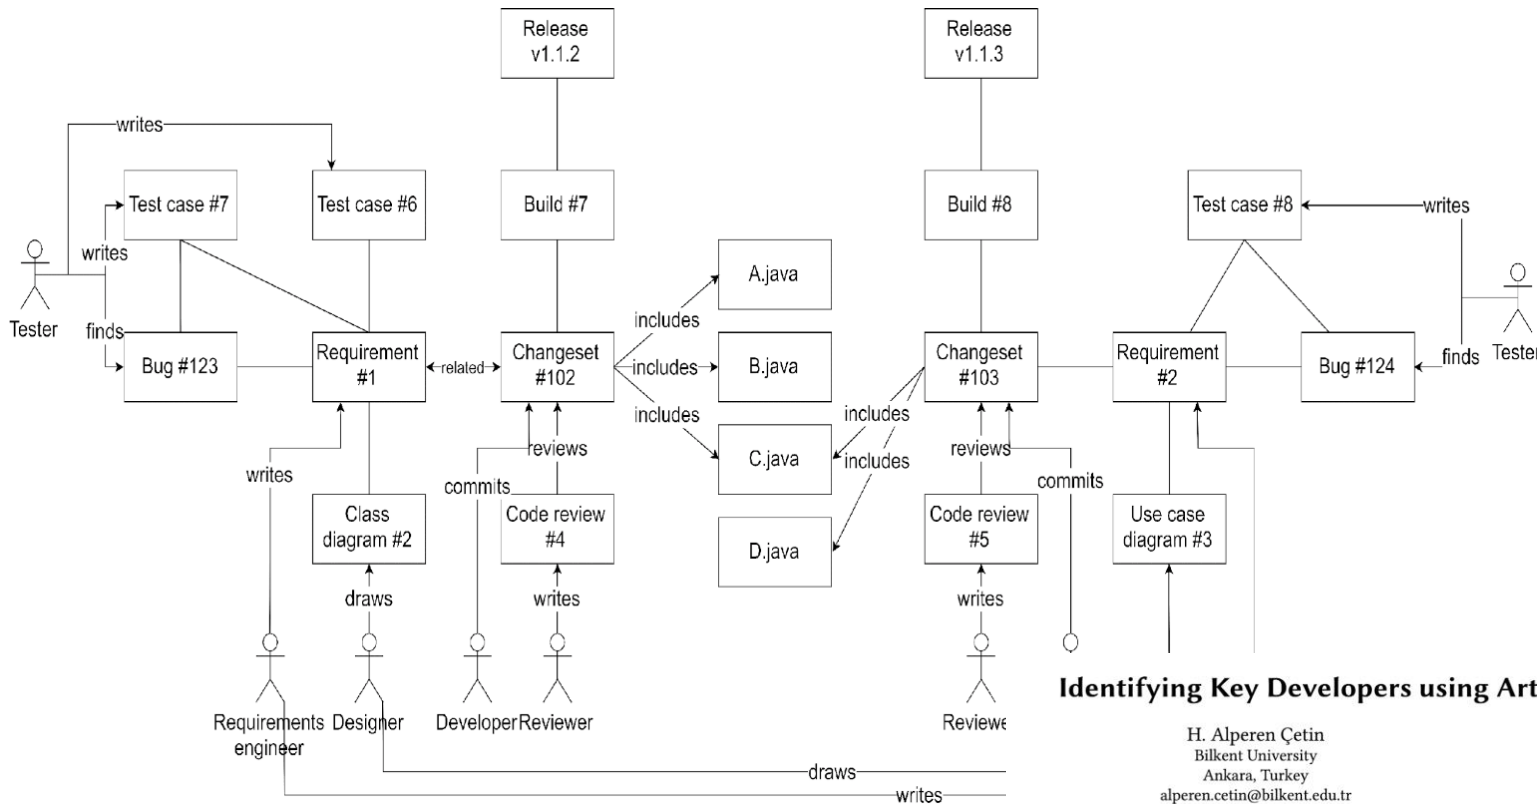 Release
v1.1.2
Release
v1.1.3
writes
Test case #7
Test case #6
Build #7
Build #8
Test case #8
writes
writes
A.java
Tester
finds
includes
Tester
Bug #123
Requirement
#1
related
Changeset
#102
includes
B.java
Changeset
#103
Requirement
#2
Bug #124
finds
includes
includes
writes
reviews
C.java
includes
reviews
commits
commits
Class
diagram #2
Code review
#4
D.java
Code review
#5
Use case
diagram #3
draws
writes
writes
Requirements
engineer
Designer
Developer
Reviewer
Reviewe
Identifying Key Developers using Art
H. Alperen Çetin
Bilkent University
Ankara, Turkey
alperen.cetin@bilkent.edu.tr
draws
writes